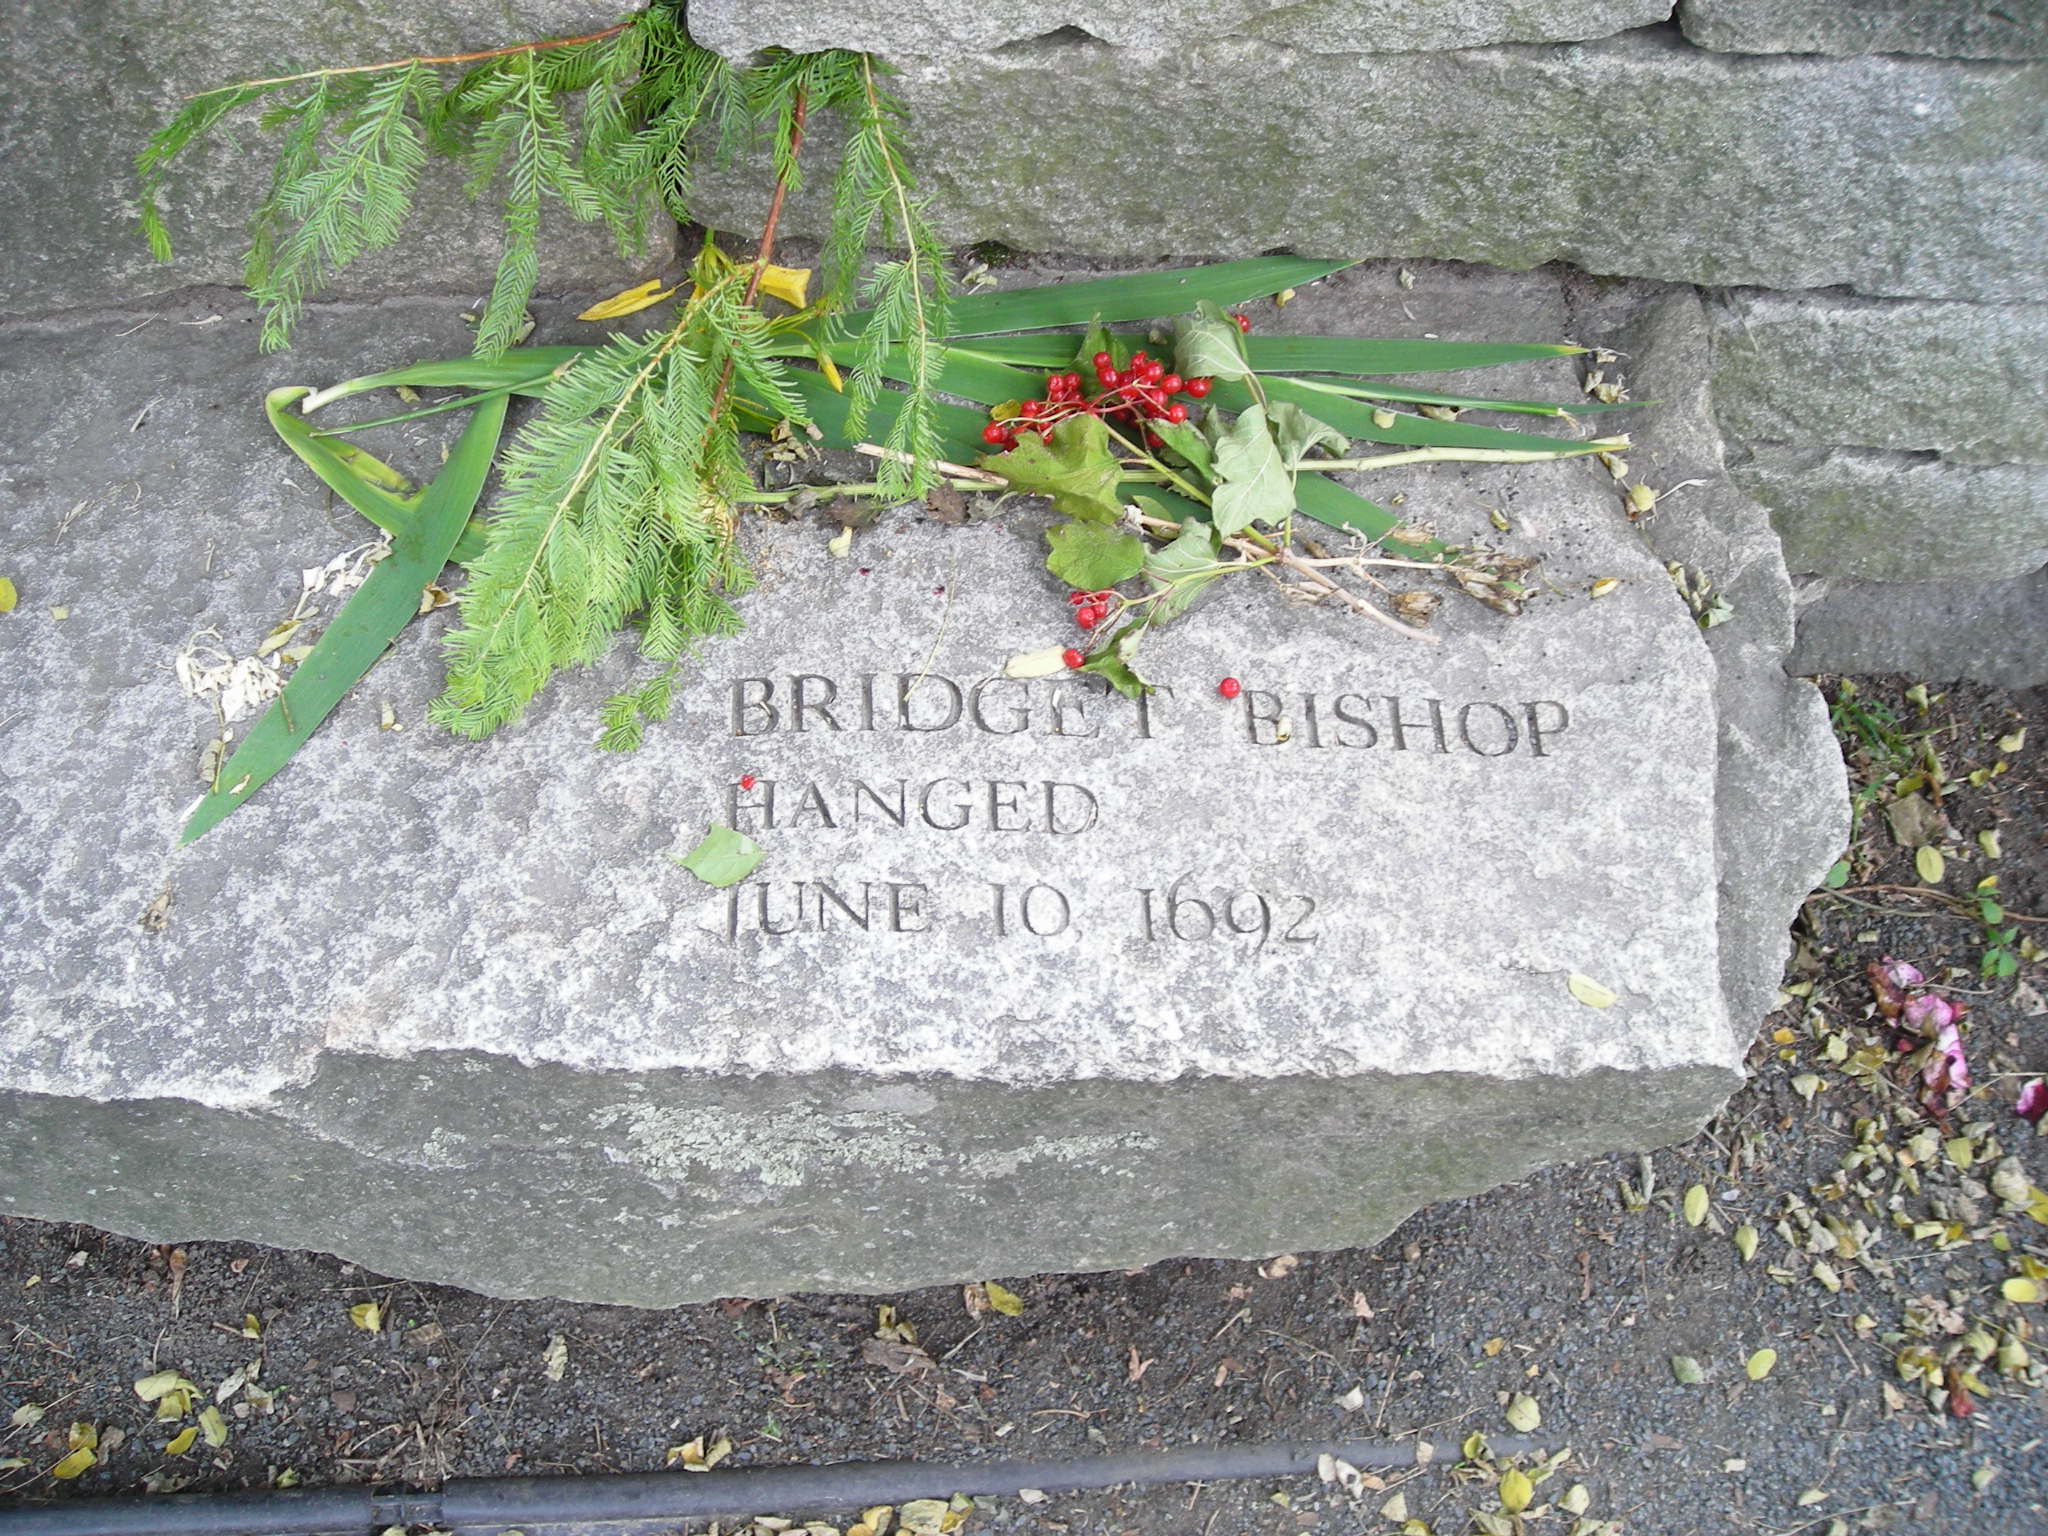 BRIDGET BISHOP
HANGED
JUNE 10, 1692